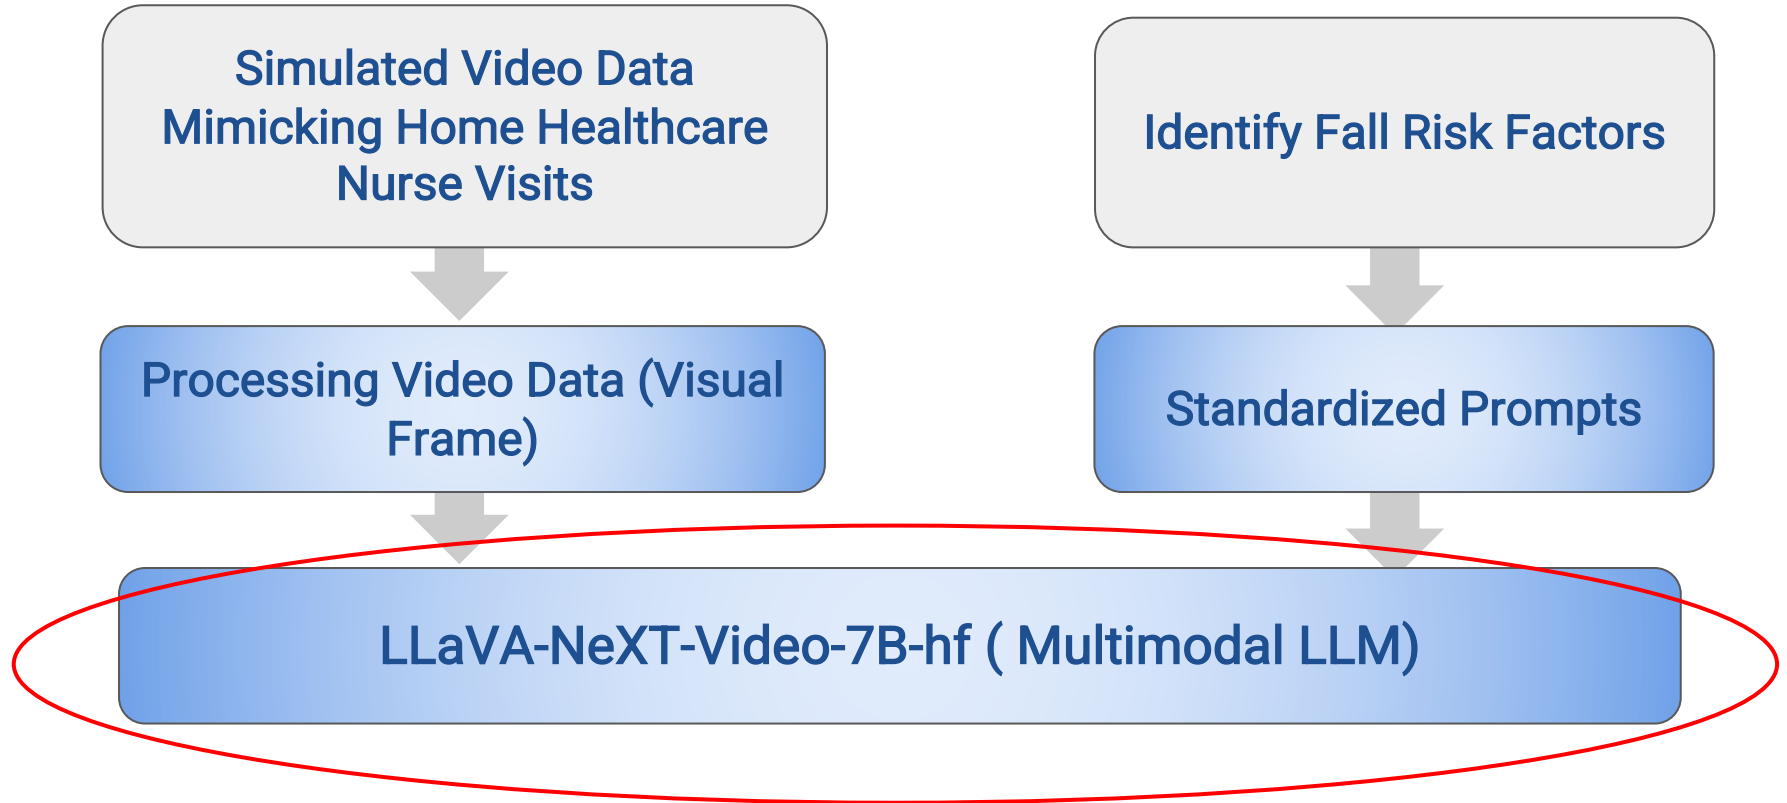 Simulated Video Data
Mimicking Home Healthcare
Nurse Visits
Identify Fall Risk Factors
Processing Video Data (Visual
Frame)
Standardized Prompts
LLaVA-NeXT-Video-7B-hf ( Multimodal LLM)